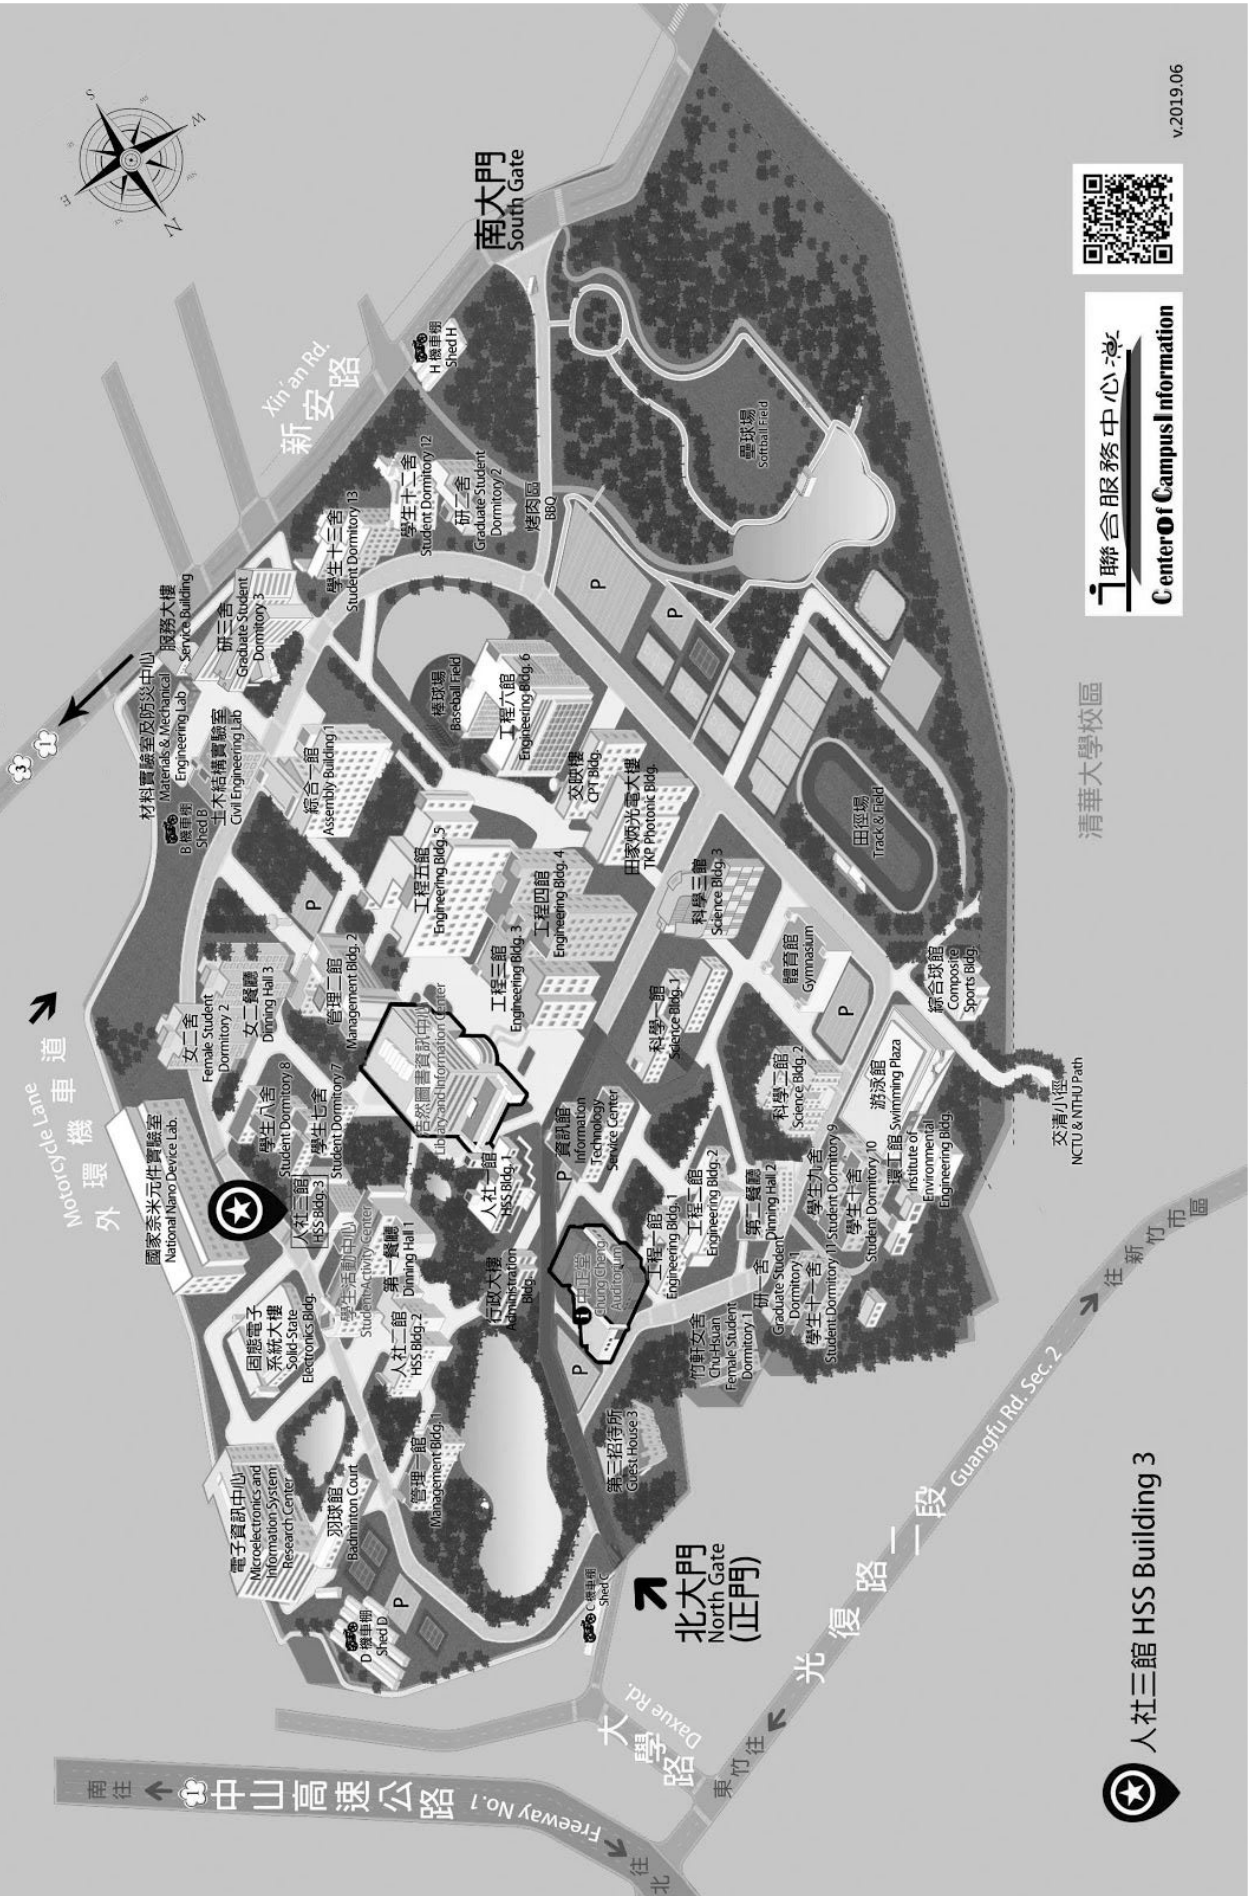 南大門
South Gate
新安路
Xin'an Rd.
H 機車棚
Shed H
壘球場
Softball Field
學生十二舍
Student Dormitory 12
研二舍
Graduate Student
Dormitory 2
烤肉區
BBQ
學生十三舍
Student Dormitory 13
P
P
服務大樓
Service Building
研三舍
Graduate Student
Dormitory 3
材料實驗室及防災中心
Materials & Mechanical
Engineering Lab
3
1
土木結構實驗室
Civil Engineering Lab
B 機車棚
Shed B
綜合一館
Assembly Building 1
棒球場
Baseball Field
工程六館
Engineering Bldg. 6
交映樓
CPT Bldg.
田家炳光電大樓
TKP Photonic Bldg.
田徑場
Track & Field
工程五館
Engineering Bldg. 5
工程四館
Engineering Bldg. 4
工程三館
Engineering Bldg. 3
科學三館
Science Bldg. 3
P
管理二館
Management Bldg. 2
女二餐廳
Dinning Hall 3
女二舍
Female Student
Dormitory 2
浩然圖書資訊中心
Library and Information Center
科學一館
Science Bldg. 1
體育館
Gymnasium
P
綜合球館
Composite
Sports Bldg.
外環機車道
Motorcycle Lane
國家奈米元件實驗室
National Nano Device Lab.
學生八舍
Student Dormitory 8
學生七舍
Student Dormitory 7
人社三館
HSS Bldg. 3
人社一館
HSS Bldg. 1
資訊館
Information
Technology
Service Center
P
科學二館
Science Bldg. 2
游泳館
Swimming Plaza
環工館
Institute of
Environmental
Engineering Bldg.
交清小徑
NCTU & NTHU Path
學生活動中心
Student Activity Center
第一餐廳
Dinning Hall 1
行政大樓
Administration
Bldg.
中正堂
Chung Cheng
Auditorium
工程一館
Engineering Bldg. 1
工程二館
Engineering Bldg. 2
第二餐廳
Dinning Hall 2
學生九舍
Student Dormitory 9
學生十舍
Student Dormitory 10
學生十一舍
Student Dormitory 11
研一舍
Graduate Student
Dormitory 1
竹軒女舍
Chu-Hsuan
Female Student
Dormitory 1
固態電子
系統大樓
Solid-State
Electronics Bldg.
人社二館
HSS Bldg. 2
P
第三招待所
Guest House 3
管理一館
Management Bldg. 1
電子資訊中心
Microelectronics and
Information System
Research Center
羽球館
Badminton Court
P
D 機車棚
Shed D
C 機車棚
Shed C
北大門
North Gate
(正門)
大學路
Daxue Rd.
光復路二段
Guangfu Rd. Sec. 2
往新竹市區
往竹東
中山高速公路
Freeway No.1
1
往南
往北
清華大學校區
聯合服務中心
Center of Campus Information
v.2019.06
人社三館 HSS Building 3
N
E
S
W